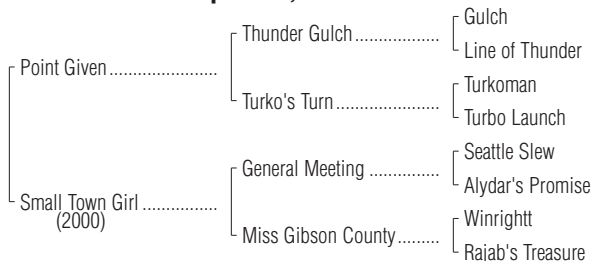 Gulch
Thunder Gulch..................
Line of Thunder
Point Given.......................
Turkoman
Turko's Turn......................
Turbo Launch
Seattle Slew
General Meeting ...............
Alydar's Promise
Small Town Girl ................
(2000)
Winrightt
Miss Gibson County.........
Rajab's Treasure